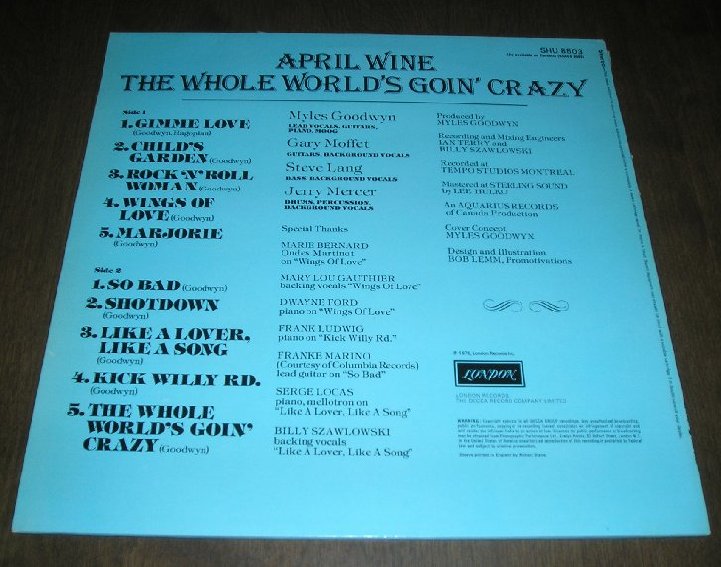 APRIL WINE
THE WHOLE WORLD'S GOIN' CRAZY
SHU 8503
Side 1
1. GIMME LOVE
(Goodwyn, Hagopian)
2. CHILD'S
GARDEN (Goodwyn)
3. ROCK 'N' ROLL
WOMAN (Goodwyn)
4. WINGS OF
LOVE (Goodwyn)
5. MARJORIE
(Goodwyn)
Side 2
1. SO BAD (Goodwyn)
2. SHOTDOWN
(Goodwyn)
3. LIKE A LOVER,
LIKE A SONG
(Goodwyn)
4. KICK WILLY RD.
(Goodwyn)
5. THE WHOLE
WORLD'S GOIN'
CRAZY (Goodwyn)
Myles Goodwyn
LEAD VOCALS, GUITARS,
PIANO, MOOG
Gary Moffet
GUITARS, BACKGROUND VOCALS
Steve Lang
BASS BACKGROUND VOCALS
Jerry Mercer
DRUMS, PERCUSSION,
BACKGROUND VOCALS
Special Thanks
MARIE BERNARD
Ondes Martinot
on "Wings Of Love"
MARY LOU GAUTHIER
backing vocals "Wings Of Love"
DWAYNE FORD
piano on "Wings Of Love"
FRANK LUDWIG
piano on "Kick Willy Rd."
FRANKE MARINO
(Courtesy of Columbia Records)
lead guitar on "So Bad"
SERGE LOCAS
piano, mellotron on
"Like A Lover, Like A Song"
BILLY SZAWLOWSKI
backing vocals
"Like A Lover, Like A Song"
Produced by
MYLES GOODWYN
Recording and Mixing Engineers
IAN TERRY and
BILLY SZAWLOWSKI
Recorded at
TEMPO STUDIOS MONTREAL
Mastered at STERLING SOUND
by LEE HULKO
An AQUARIUS RECORDS
of Canada Production
Cover Concept
MYLES GOODWYN
Design and Illustration
BOB LEMM, Promotivations
℗ 1976, London Records Inc.
LONDON
LONDON RECORDS
THE DECCA RECORD COMPANY LIMITED